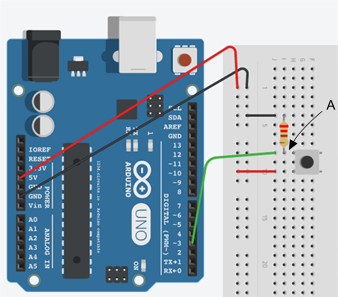 A
SCL
SDA
AREF
GND
13
12
~11
~10
~9
8
7
~6
~5
4
~3
2
TX→1
RX←0
DIGITAL (PWM~)
IOREF
RESET
3.3V
5V
GND
GND
Vin
POWER
A0
A1
A2
A3
A4
A5
ANALOG IN
ARDUINO
UNO
ON